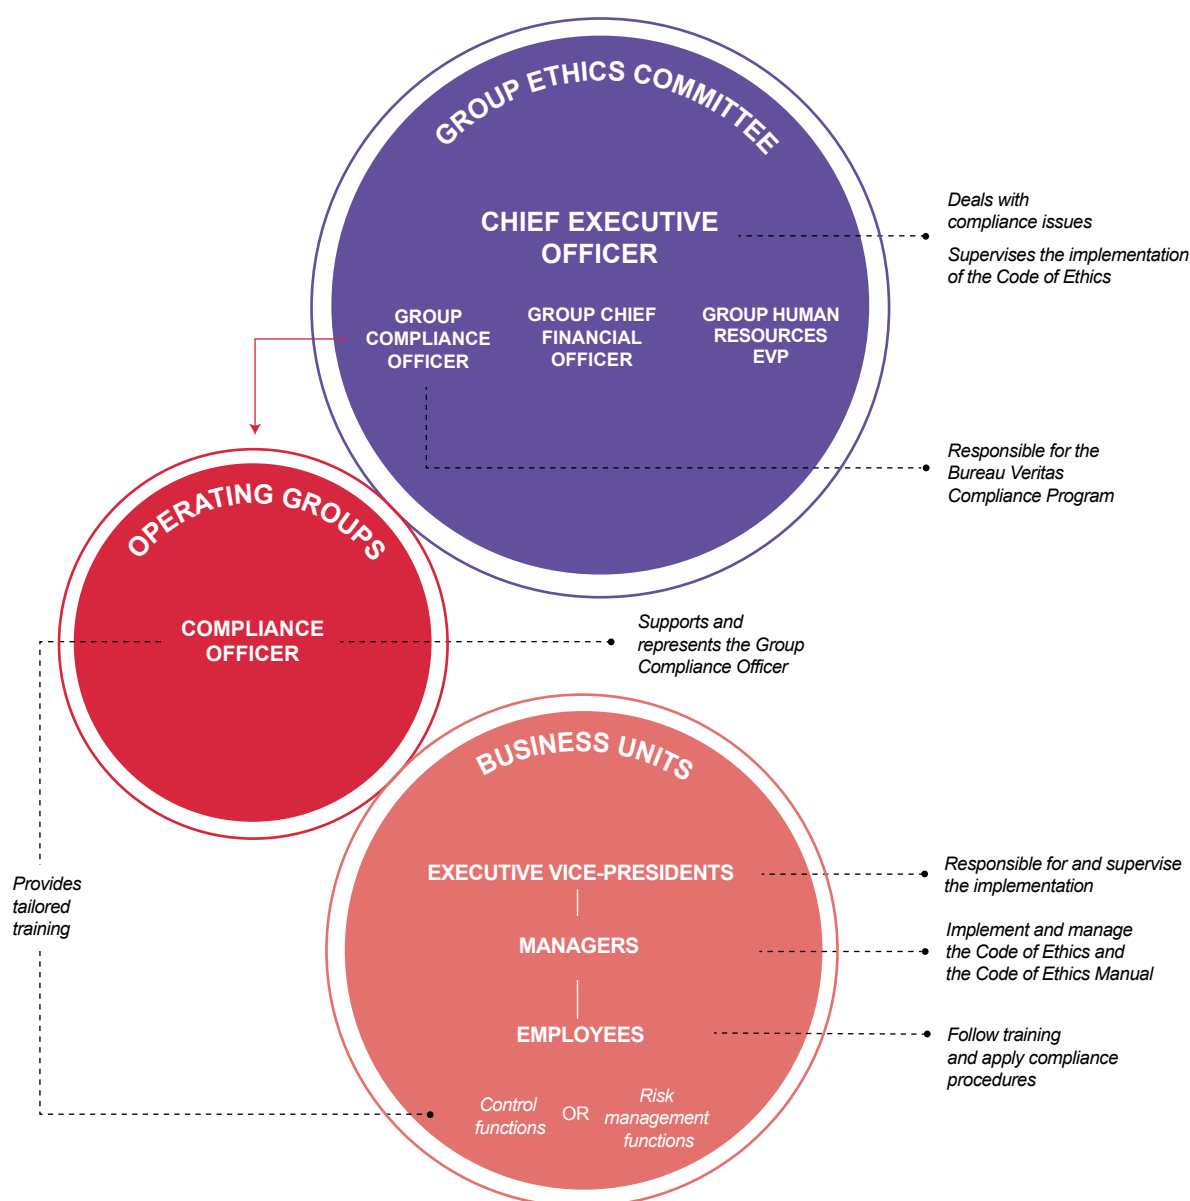 GROUP ETHICS COMMITTEE
CHIEF EXECUTIVE
OFFICER
Deals with
compliance issues
Supervises the implementation
of the Code of Ethics
GROUP
COMPLIANCE
OFFICER
GROUP CHIEF
FINANCIAL
OFFICER
GROUP HUMAN
RESOURCES
EVP
Responsible for the
Bureau Veritas
Compliance Program
OPERATING GROUPS
COMPLIANCE
OFFICER
Supports and
represents the Group
Compliance Officer
BUSINESS UNITS
EXECUTIVE VICE-PRESIDENTS
Responsible for and supervise
the implementation
Provides
tailored
training
MANAGERS
Implement and manage
the Code of Ethics and
the Code of Ethics Manual
EMPLOYEES
Follow training
and apply compliance
procedures
Control
functions
OR
Risk
management
functions